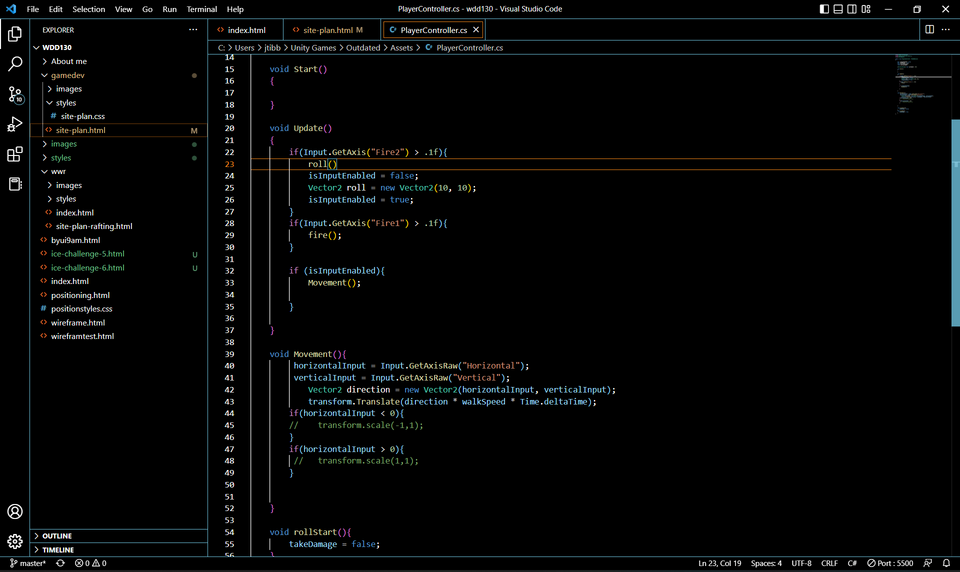 File Edit Selection View Go Run Terminal Help PlayerController.cs - wdd130 - Visual Studio Code
EXPLORER ···
WDD130
About me
gamedev
images
styles
# site-plan.css
<> site-plan.html M
images
styles
wwr
images
styles
<> index.html
<> site-plan-rafting.html
<> byui9am.html
<> ice-challenge-5.html U
<> ice-challenge-6.html U
<> index.html
<> positioning.html
# positionstyles.css
<> wireframe.html
<> wireframtest.html
OUTLINE
TIMELINE
10
<> index.html <> site-plan.html M PlayerController.cs
C: > Users > jtibb > Unity Games > Outdated > Assets > PlayerController.cs
14
15 void Start()
16 {
17
18 }
19
20 void Update()
21 {
22 if(Input.GetAxis("Fire2") > .1f){
23 roll()
24 isInputEnabled = false;
25 Vector2 roll = new Vector2(10, 10);
26 isInputEnabled = true;
27 }
28 if(Input.GetAxis("Fire1") > .1f){
29 fire();
30 }
31
32 if (isInputEnabled){
33 Movement();
34
35 }
36
37 }
38
39 void Movement(){
40 horizontalInput = Input.GetAxisRaw("Horizontal");
41 verticalInput = Input.GetAxisRaw("Vertical");
42 Vector2 direction = new Vector2(horizontalInput, verticalInput);
43 transform.Translate(direction * walkSpeed * Time.deltaTime);
44 if(horizontalInput < 0){
45 // transform.scale(-1,1);
46 }
47 if(horizontalInput > 0){
48 // transform.scale(1,1);
49 }
50
51
52 }
53
54 void rollStart(){
55 takeDamage = false;
56 }
master* 0 0 Ln 23, Col 19 Spaces: 4 UTF-8 CRLF C# Port : 5500